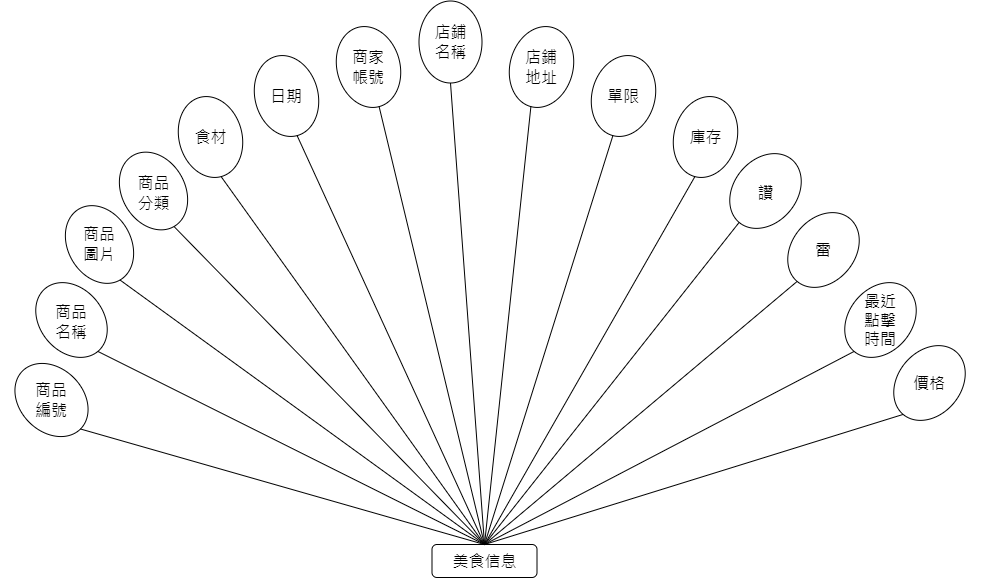 商品
編號
商品
名稱
商品
圖片
商品
分類
食材
日期
商家
帳號
店鋪
名稱
店鋪
地址
單限
庫存
讚
雷
最近
點擊
時間
價格
美食信息